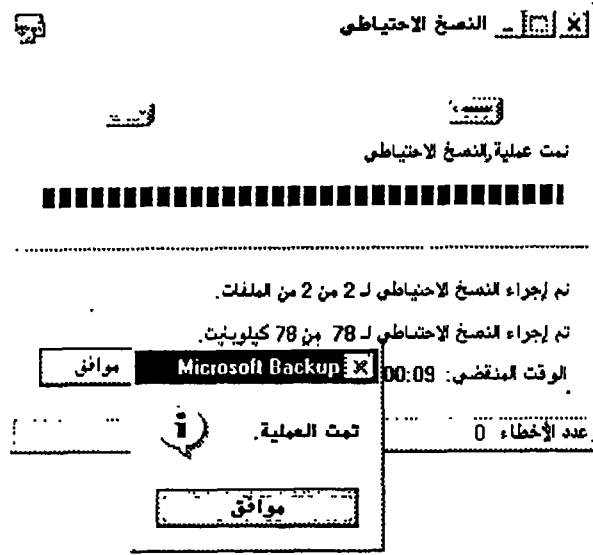 النسخ الاحتياطي
تمت عملية النسخ الاحتياطي
تم إجراء النسخ الاحتياطي لـ 2 من 2 من الملفات.
تم إجراء النسخ الاحتياطي لـ 78 من 78 كيلوبايت.
الوقت المنقضي: 00:09
موافق
عدد الأخطاء 0
Microsoft Backup
تمت العملية.
موافق